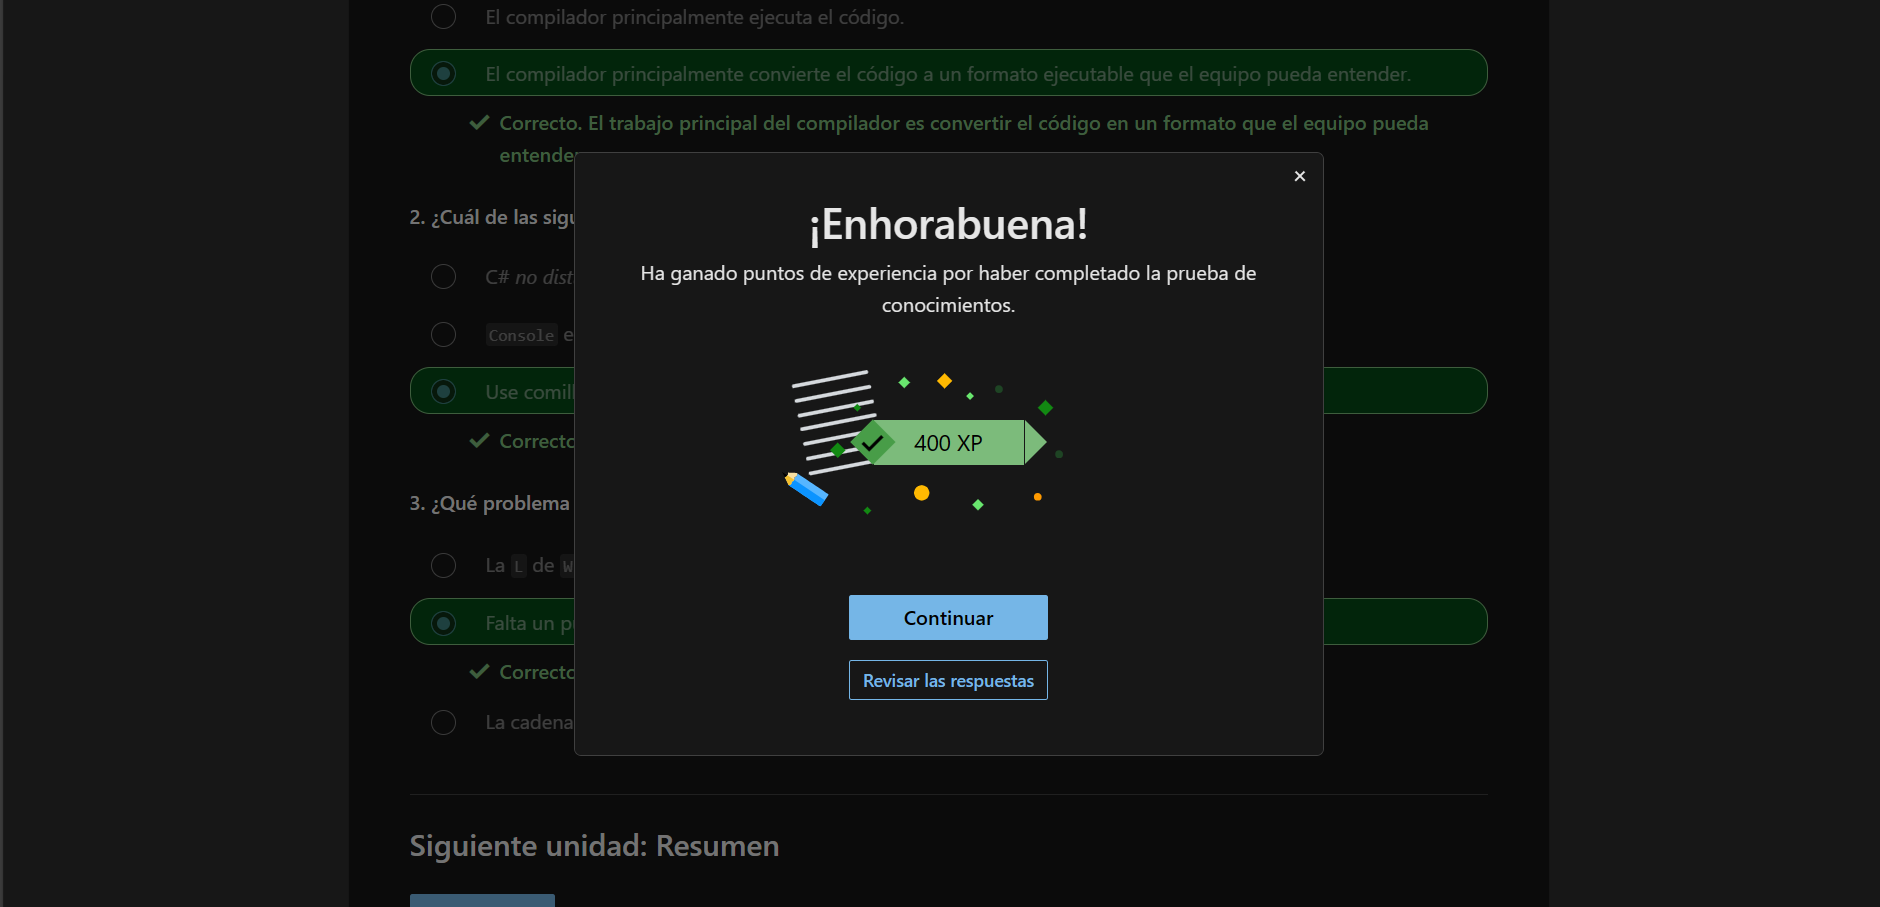 El compilador principalmente ejecuta el código.
El compilador principalmente convierte el código a un formato ejecutable que el equipo pueda entender.
Correcto. El trabajo principal del compilador es convertir el código en un formato que el equipo pueda
entender
¡Enhorabuena!
Ha ganado puntos de experiencia por haber completado la prueba de
conocimientos.
400 XP
Continuar
Revisar las respuestas
2. ¿Cuál de las sigu
C# no dist
Console e
Use comill
Correcto
3. ¿Qué problema
La L de W
Falta un p
Correcto
La cadena
Siguiente unidad: Resumen